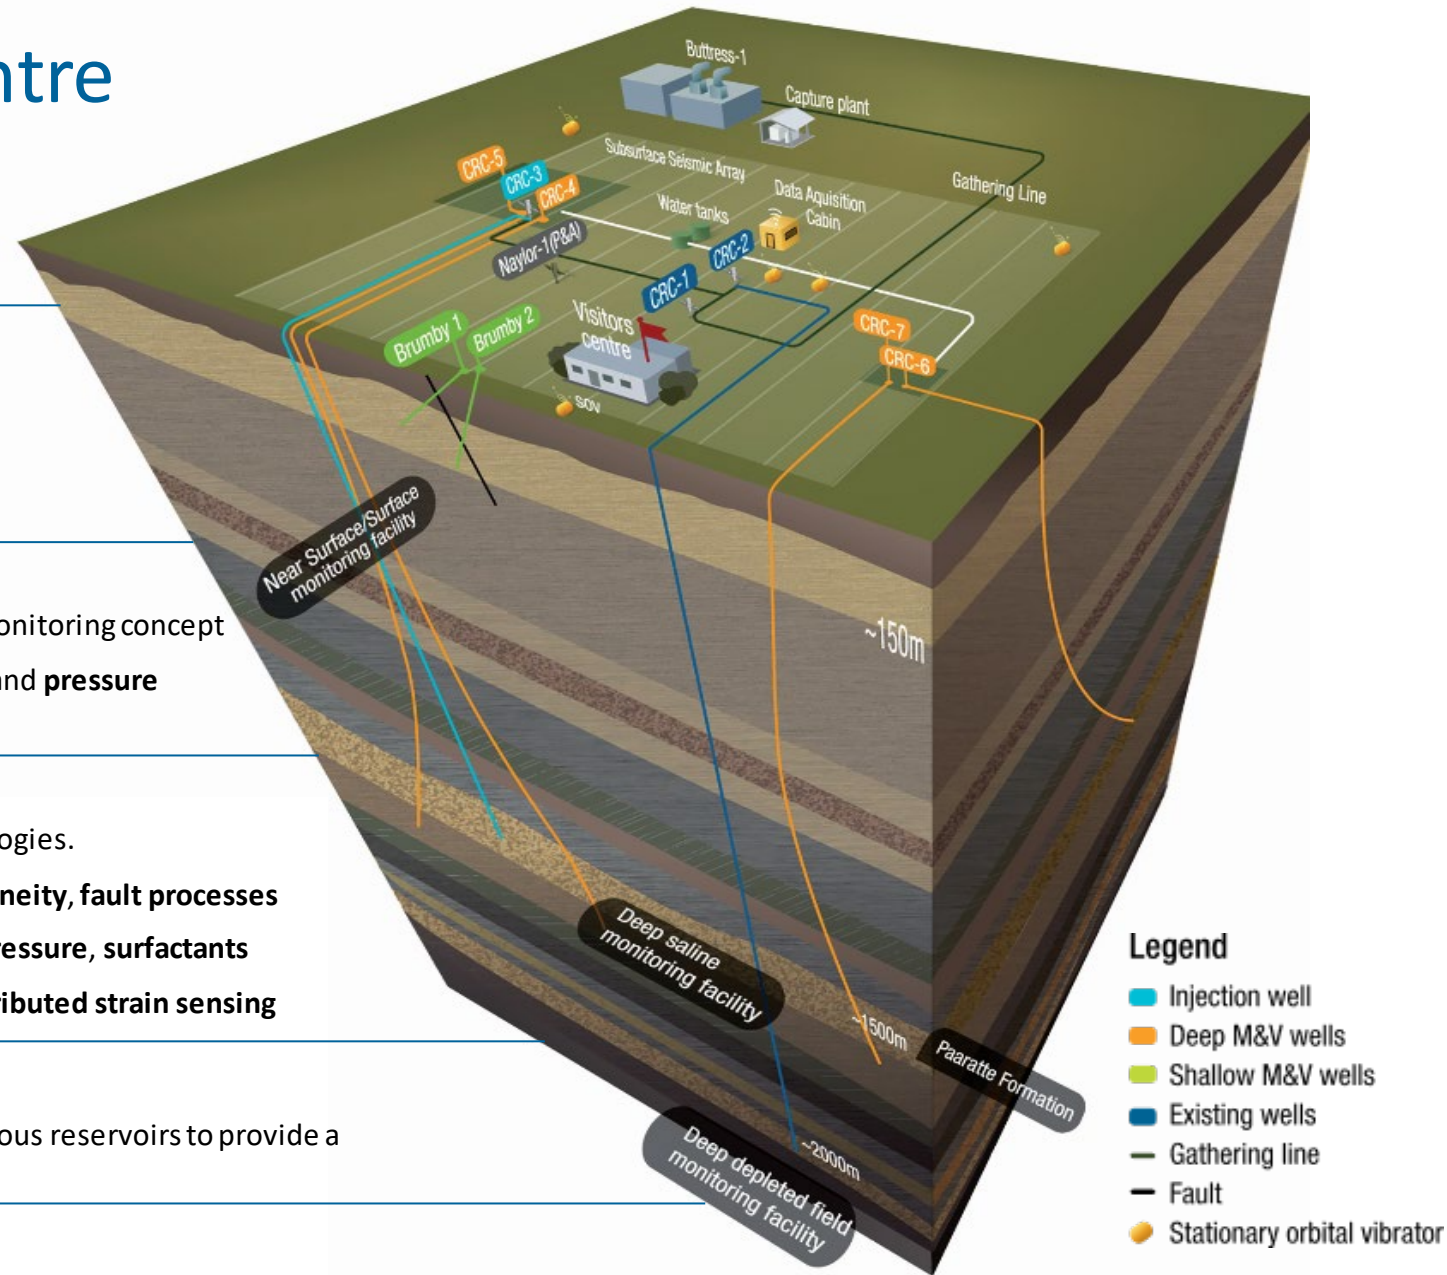 ntre
Buttress-1
Capture plant
Subsurface Seismic Array
Gathering Line
Data Aquisition
Cabin
Water tanks
CRC-5
CRC-3
CRC-4
Naylor-1(P&A)
CRC-2
CRC-1
Visitors
centre
CRC-7
CRC-6
Brumby 1
Brumby 2
SOV
Near Surface/Surface
monitoring facility
onitoring concept
and pressure
~150m
ogies.
neity, fault processes
ressure, surfactants
ributed strain sensing
Deep saline
monitoring facility
~1500m
Paaratte Formation
ous reservoirs to provide a
Deep depleted field
monitoring facility
~2000m
Legend
Injection well
Deep M&V wells
Shallow M&V wells
Existing wells
Gathering line
Fault
Stationary orbital vibrator